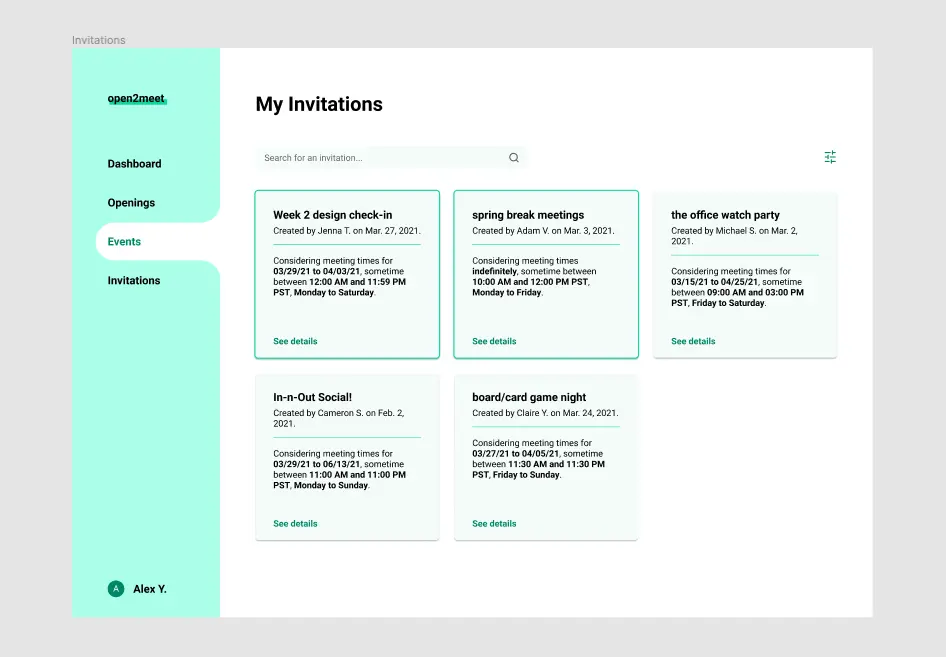 Invitations
open2meet
Dashboard
Openings
Events
Invitations
A
Alex Y.
My Invitations
Search for an invitation...
Week 2 design check-in
Created by Jenna T. on Mar. 27, 2021.
Considering meeting times for
03/29/21 to 04/03/21, sometime
between 12:00 AM and 11:59 PM
PST, Monday to Saturday.
See details
spring break meetings
Created by Adam V. on Mar. 3, 2021.
Considering meeting times
indefinitely, sometime between
10:00 AM and 12:00 PM PST,
Monday to Friday.
See details
the office watch party
Created by Michael S. on Mar. 2,
2021.
Considering meeting times for
03/15/21 to 04/25/21, sometime
between 09:00 AM and 03:00 PM
PST, Friday to Saturday.
See details
In-n-Out Social!
Created by Cameron S. on Feb. 2,
2021.
Considering meeting times for
03/29/21 to 06/13/21, sometime
between 11:00 AM and 11:00 PM
PST, Monday to Sunday.
See details
board/card game night
Created by Claire Y. on Mar. 24, 2021.
Considering meeting times for
03/27/21 to 04/05/21, sometime
between 11:30 AM and 11:30 PM
PST, Friday to Sunday.
See details